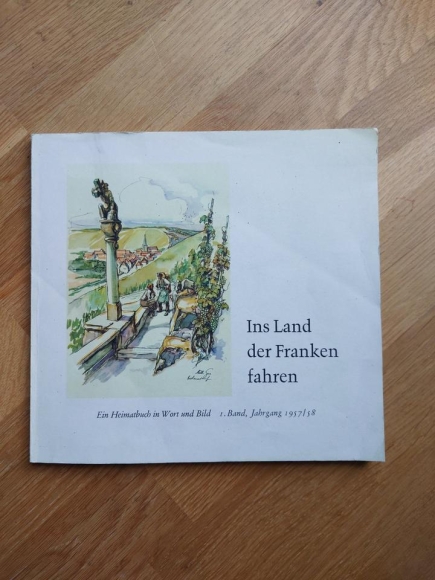 Ins Land
der Franken
fahren
Ein Heimatbuch in Wort und Bild 1. Band, Jahrgang 1957/58